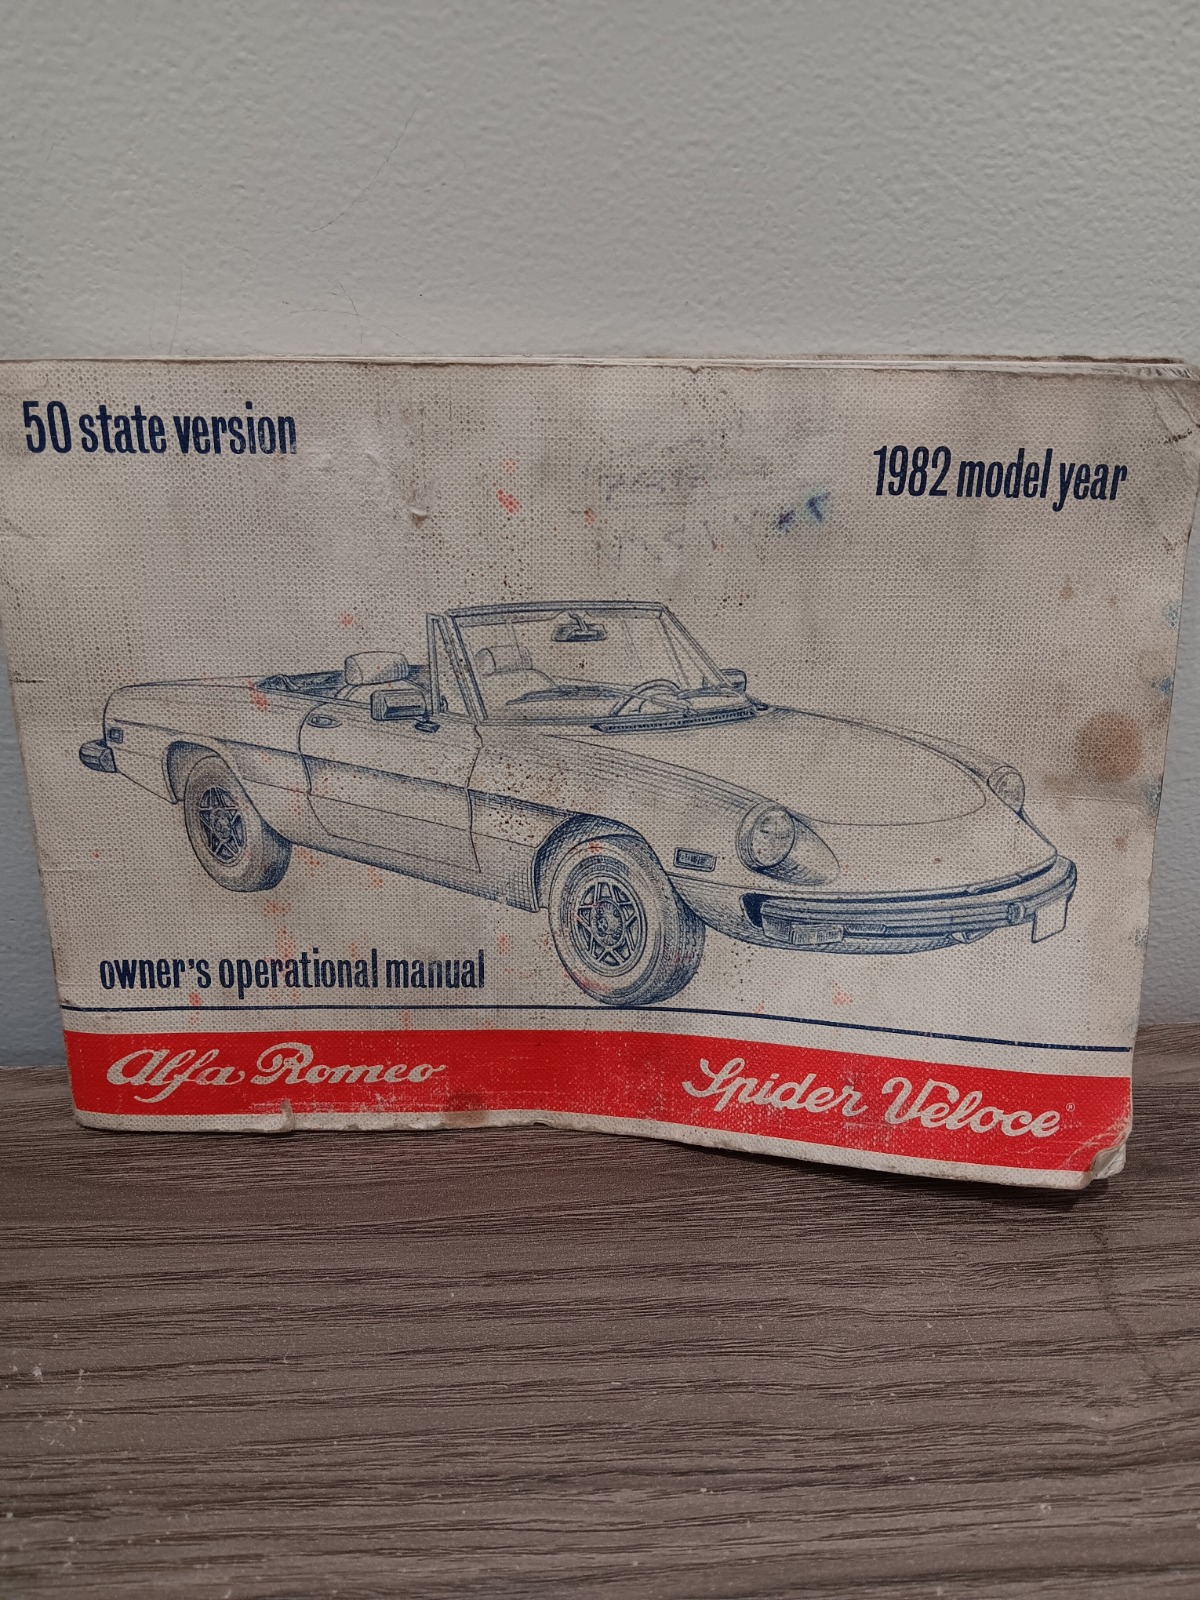 50 state version
1982 model year
owner's operational manual
Alfa Romeo
Spider Veloce®